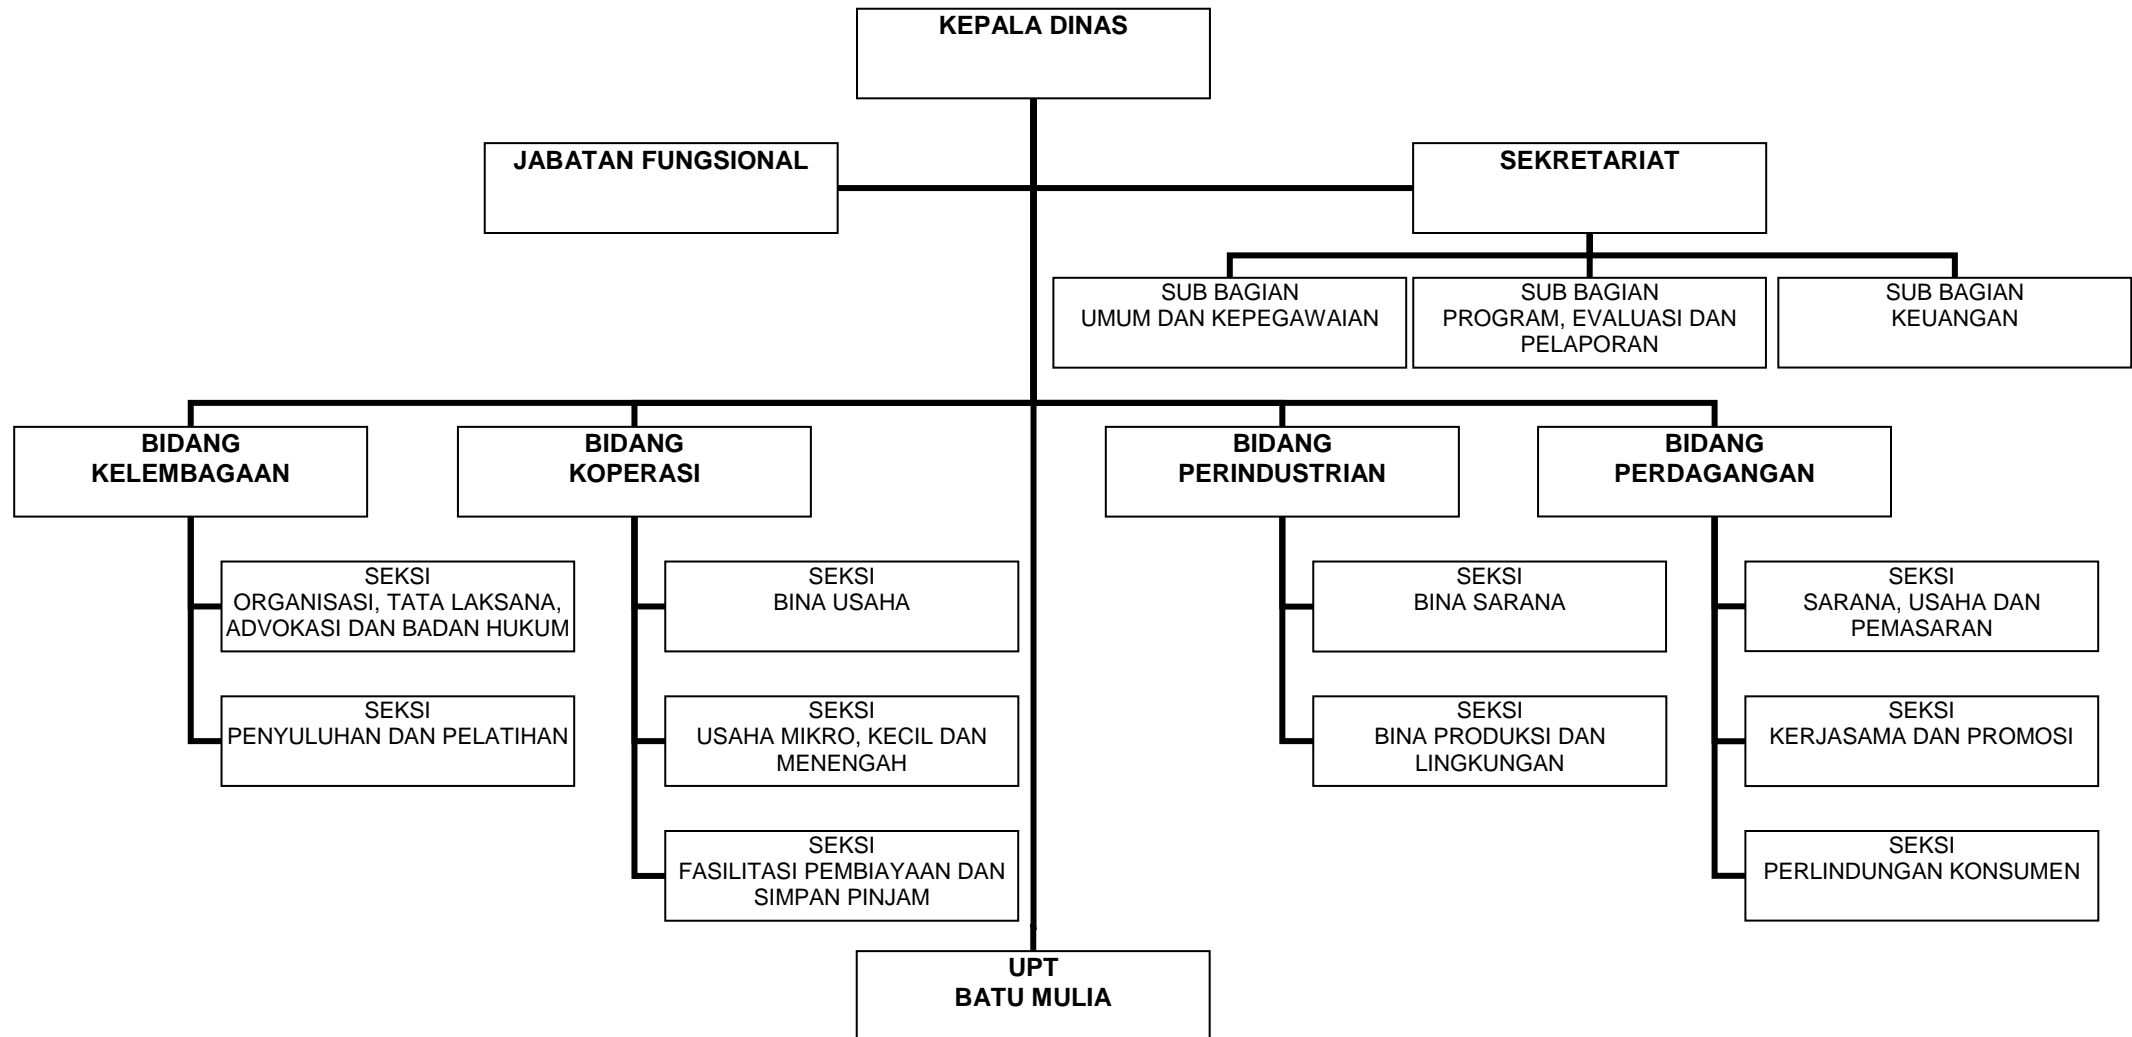 KEPALA DINAS
JABATAN FUNGSIONAL
SEKRETARIAT
SUB BAGIAN
UMUM DAN KEPEGAWAIAN
SUB BAGIAN
PROGRAM, EVALUASI DAN
PELAPORAN
SUB BAGIAN
KEUANGAN
BIDANG
KELEMBAGAAN
BIDANG
KOPERASI
BIDANG
PERINDUSTRIAN
BIDANG
PERDAGANGAN
SEKSI
ORGANISASI, TATA LAKSANA,
ADVOKASI DAN BADAN HUKUM
SEKSI
BINA USAHA
SEKSI
BINA SARANA
SEKSI
SARANA, USAHA DAN
PEMASARAN
SEKSI
PENYULUHAN DAN PELATIHAN
SEKSI
USAHA MIKRO, KECIL DAN
MENENGAH
SEKSI
BINA PRODUKSI DAN
LINGKUNGAN
SEKSI
KERJASAMA DAN PROMOSI
SEKSI
FASILITASI PEMBIAYAAN DAN
SIMPAN PINJAM
SEKSI
PERLINDUNGAN KONSUMEN
UPT
BATU MULIA